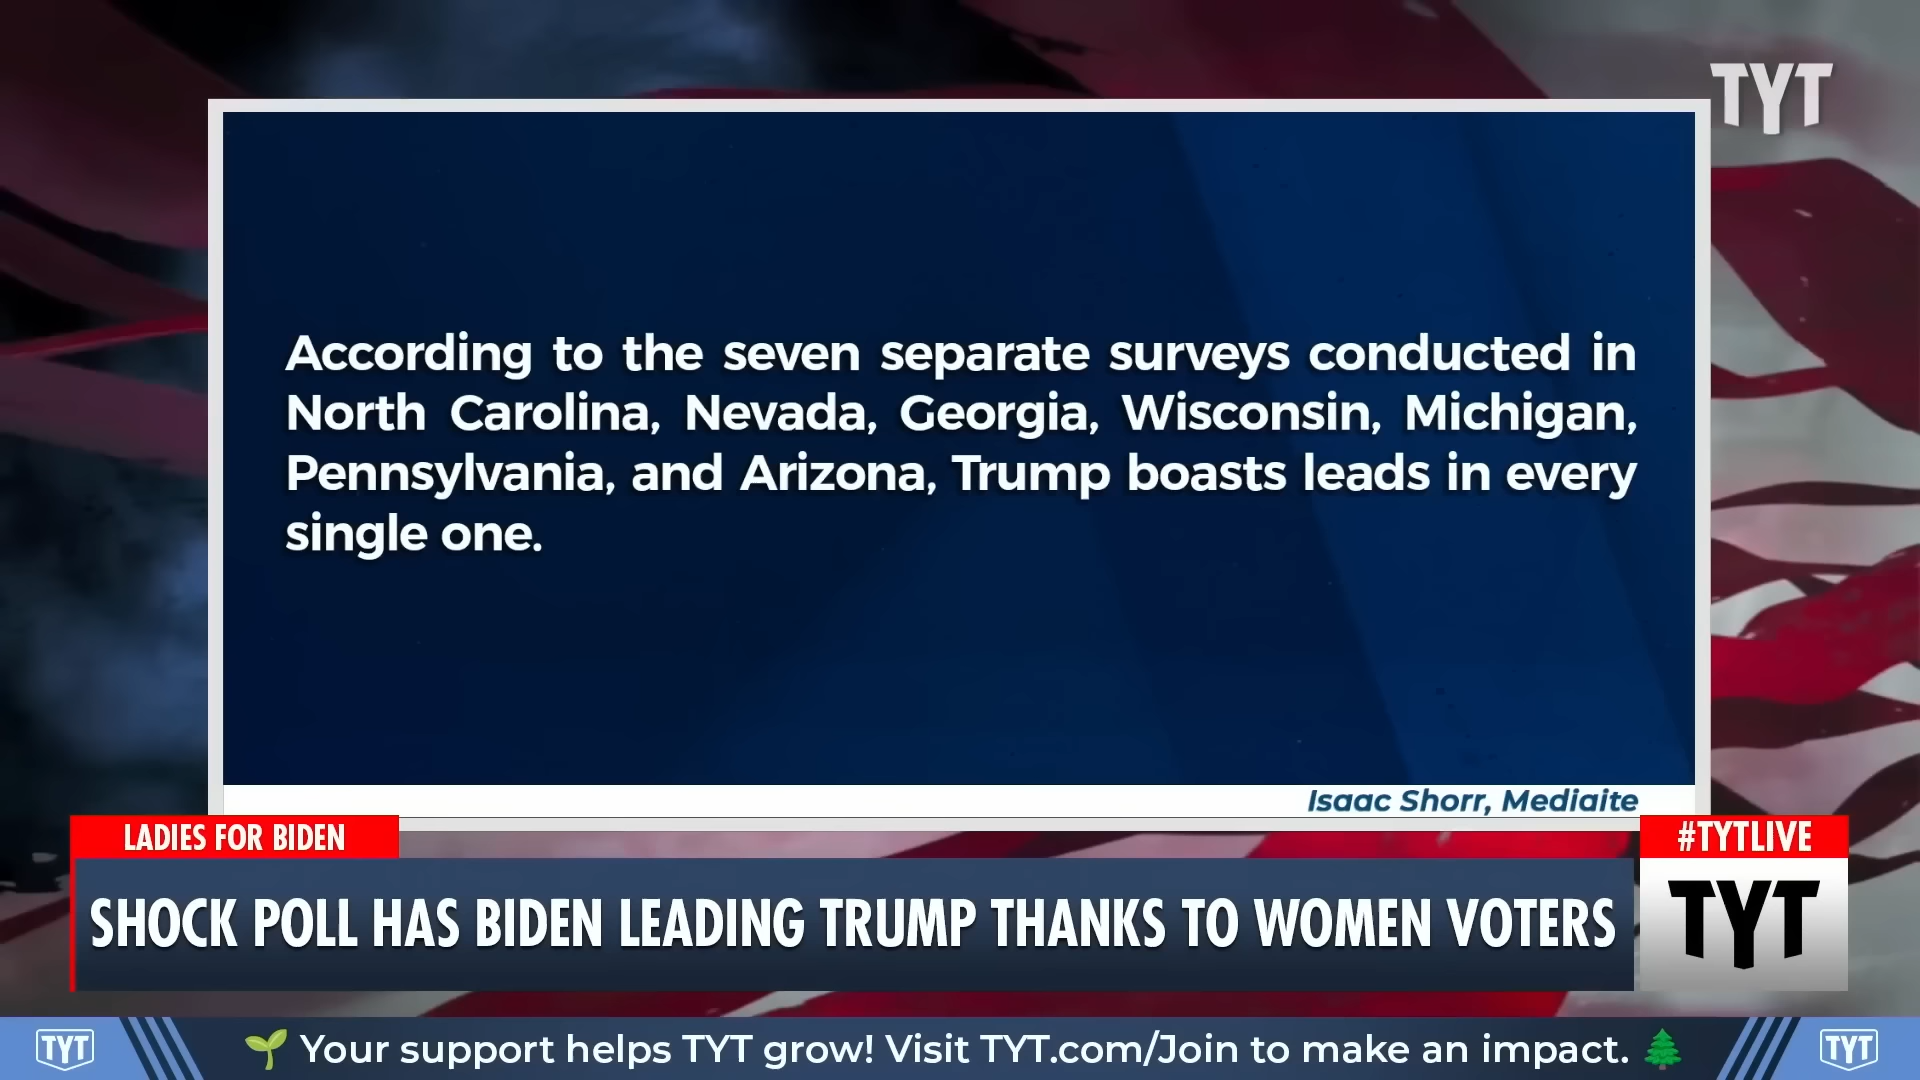 TYT
According to the seven separate surveys conducted in
North Carolina, Nevada, Georgia, Wisconsin, Michigan,
Pennsylvania, and Arizona, Trump boasts leads in every
single one.
Isaac Shorr, Mediaite
LADIES FOR BIDEN
#TYTLIVE
SHOCK POLL HAS BIDEN LEADING TRUMP THANKS TO WOMEN VOTERS
TYT
TYT
Your support helps TYT grow! Visit TYT.com/Join to make an impact.
TYT